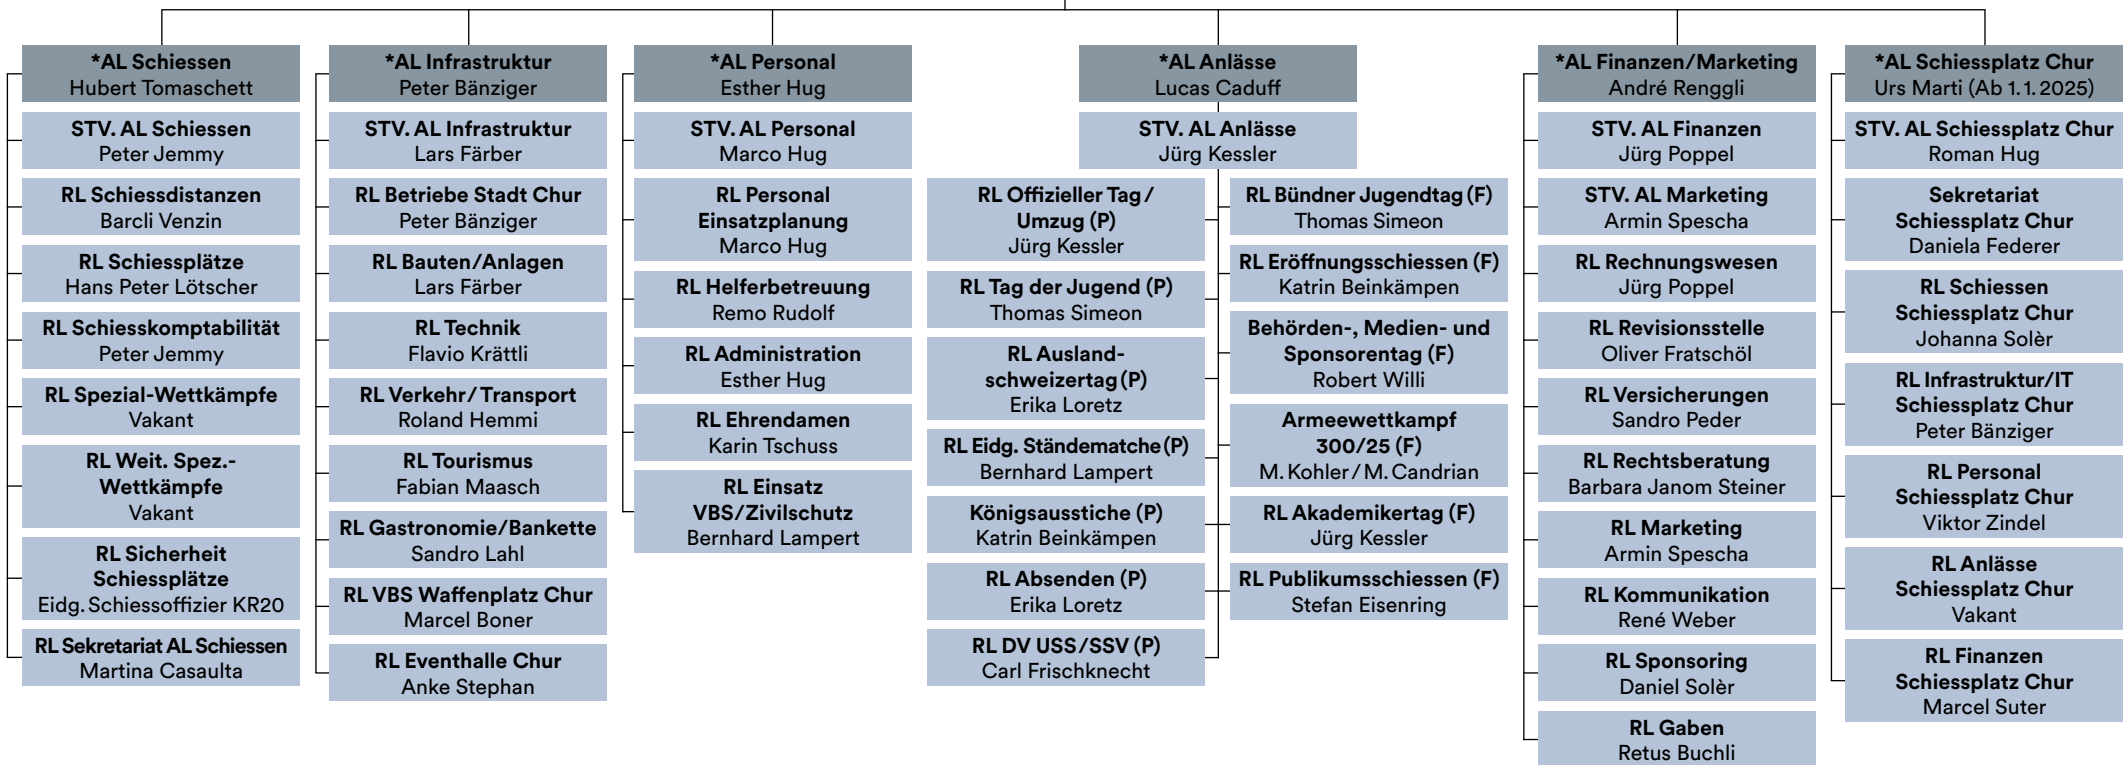 *AL Schiessen
Hubert Tomaschett
STV. AL Schiessen
Peter Jemmy
RL Schiessdistanzen
Barcli Venzin
RL Schiessplätze
Hans Peter Lötscher
RL Schiesskomptabilität
Peter Jemmy
RL Spezial-Wettkämpfe
Vakant
RL Weit. Spez.-
Wettkämpfe
Vakant
RL Sicherheit
Schiessplätze
Eidg. Schiessoffizier KR20
RL Sekretariat AL Schiessen
Martina Casaulta
*AL Infrastruktur
Peter Bänziger
STV. AL Infrastruktur
Lars Färber
RL Betriebe Stadt Chur
Peter Bänziger
RL Bauten/Anlagen
Lars Färber
RL Technik
Flavio Krättli
RL Verkehr/Transport
Roland Hemmi
RL Tourismus
Fabian Maasch
RL Gastronomie/Bankette
Sandro Lahl
RL VBS Waffenplatz Chur
Marcel Boner
RL Eventhalle Chur
Anke Stephan
*AL Personal
Esther Hug
STV. AL Personal
Marco Hug
RL Personal
Einsatzplanung
Marco Hug
RL Helferbetreuung
Remo Rudolf
RL Administration
Esther Hug
RL Ehrendamen
Karin Tschuss
RL Einsatz
VBS/Zivilschutz
Bernhard Lampert
*AL Anlässe
Lucas Caduff
STV. AL Anlässe
Jürg Kessler
RL Offizieller Tag/
Umzug (P)
Jürg Kessler
RL Tag der Jugend (P)
Thomas Simeon
RL Ausland-
schweizertag (P)
Erika Loretz
RL Eidg. Ständematche (P)
Bernhard Lampert
Königsausstiche (P)
Katrin Beinkämpen
RL Absenden (P)
Erika Loretz
RL DV USS/SSV (P)
Carl Frischknecht
RL Bündner Jugendtag (F)
Thomas Simeon
RL Eröffnungsschiessen (F)
Katrin Beinkämpen
Behörden-, Medien- und
Sponsorentag (F)
Robert Willi
Armeewettkampf
300/25 (F)
M. Kohler / M. Candrian
RL Akademikertag (F)
Jürg Kessler
RL Publikumsschiessen (F)
Stefan Eisenring
*AL Finanzen/Marketing
André Renggli
STV. AL Finanzen
Jürg Poppel
STV. AL Marketing
Armin Spescha
RL Rechnungswesen
Jürg Poppel
RL Revisionsstelle
Oliver Fratschöl
RL Versicherungen
Sandro Peder
RL Rechtsberatung
Barbara Janom Steiner
RL Marketing
Armin Spescha
RL Kommunikation
René Weber
RL Sponsoring
Daniel Solèr
RL Gaben
Retus Buchli
*AL Schiessplatz Chur
Urs Marti (Ab 1.1.2025)
STV. AL Schiessplatz Chur
Roman Hug
Sekretariat
Schiessplatz Chur
Daniela Federer
RL Schiessen
Schiessplatz Chur
Johanna Solèr
RL Infrastruktur/IT
Schiessplatz Chur
Peter Bänziger
RL Personal
Schiessplatz Chur
Viktor Zindel
RL Anlässe
Schiessplatz Chur
Vakant
RL Finanzen
Schiessplatz Chur
Marcel Suter